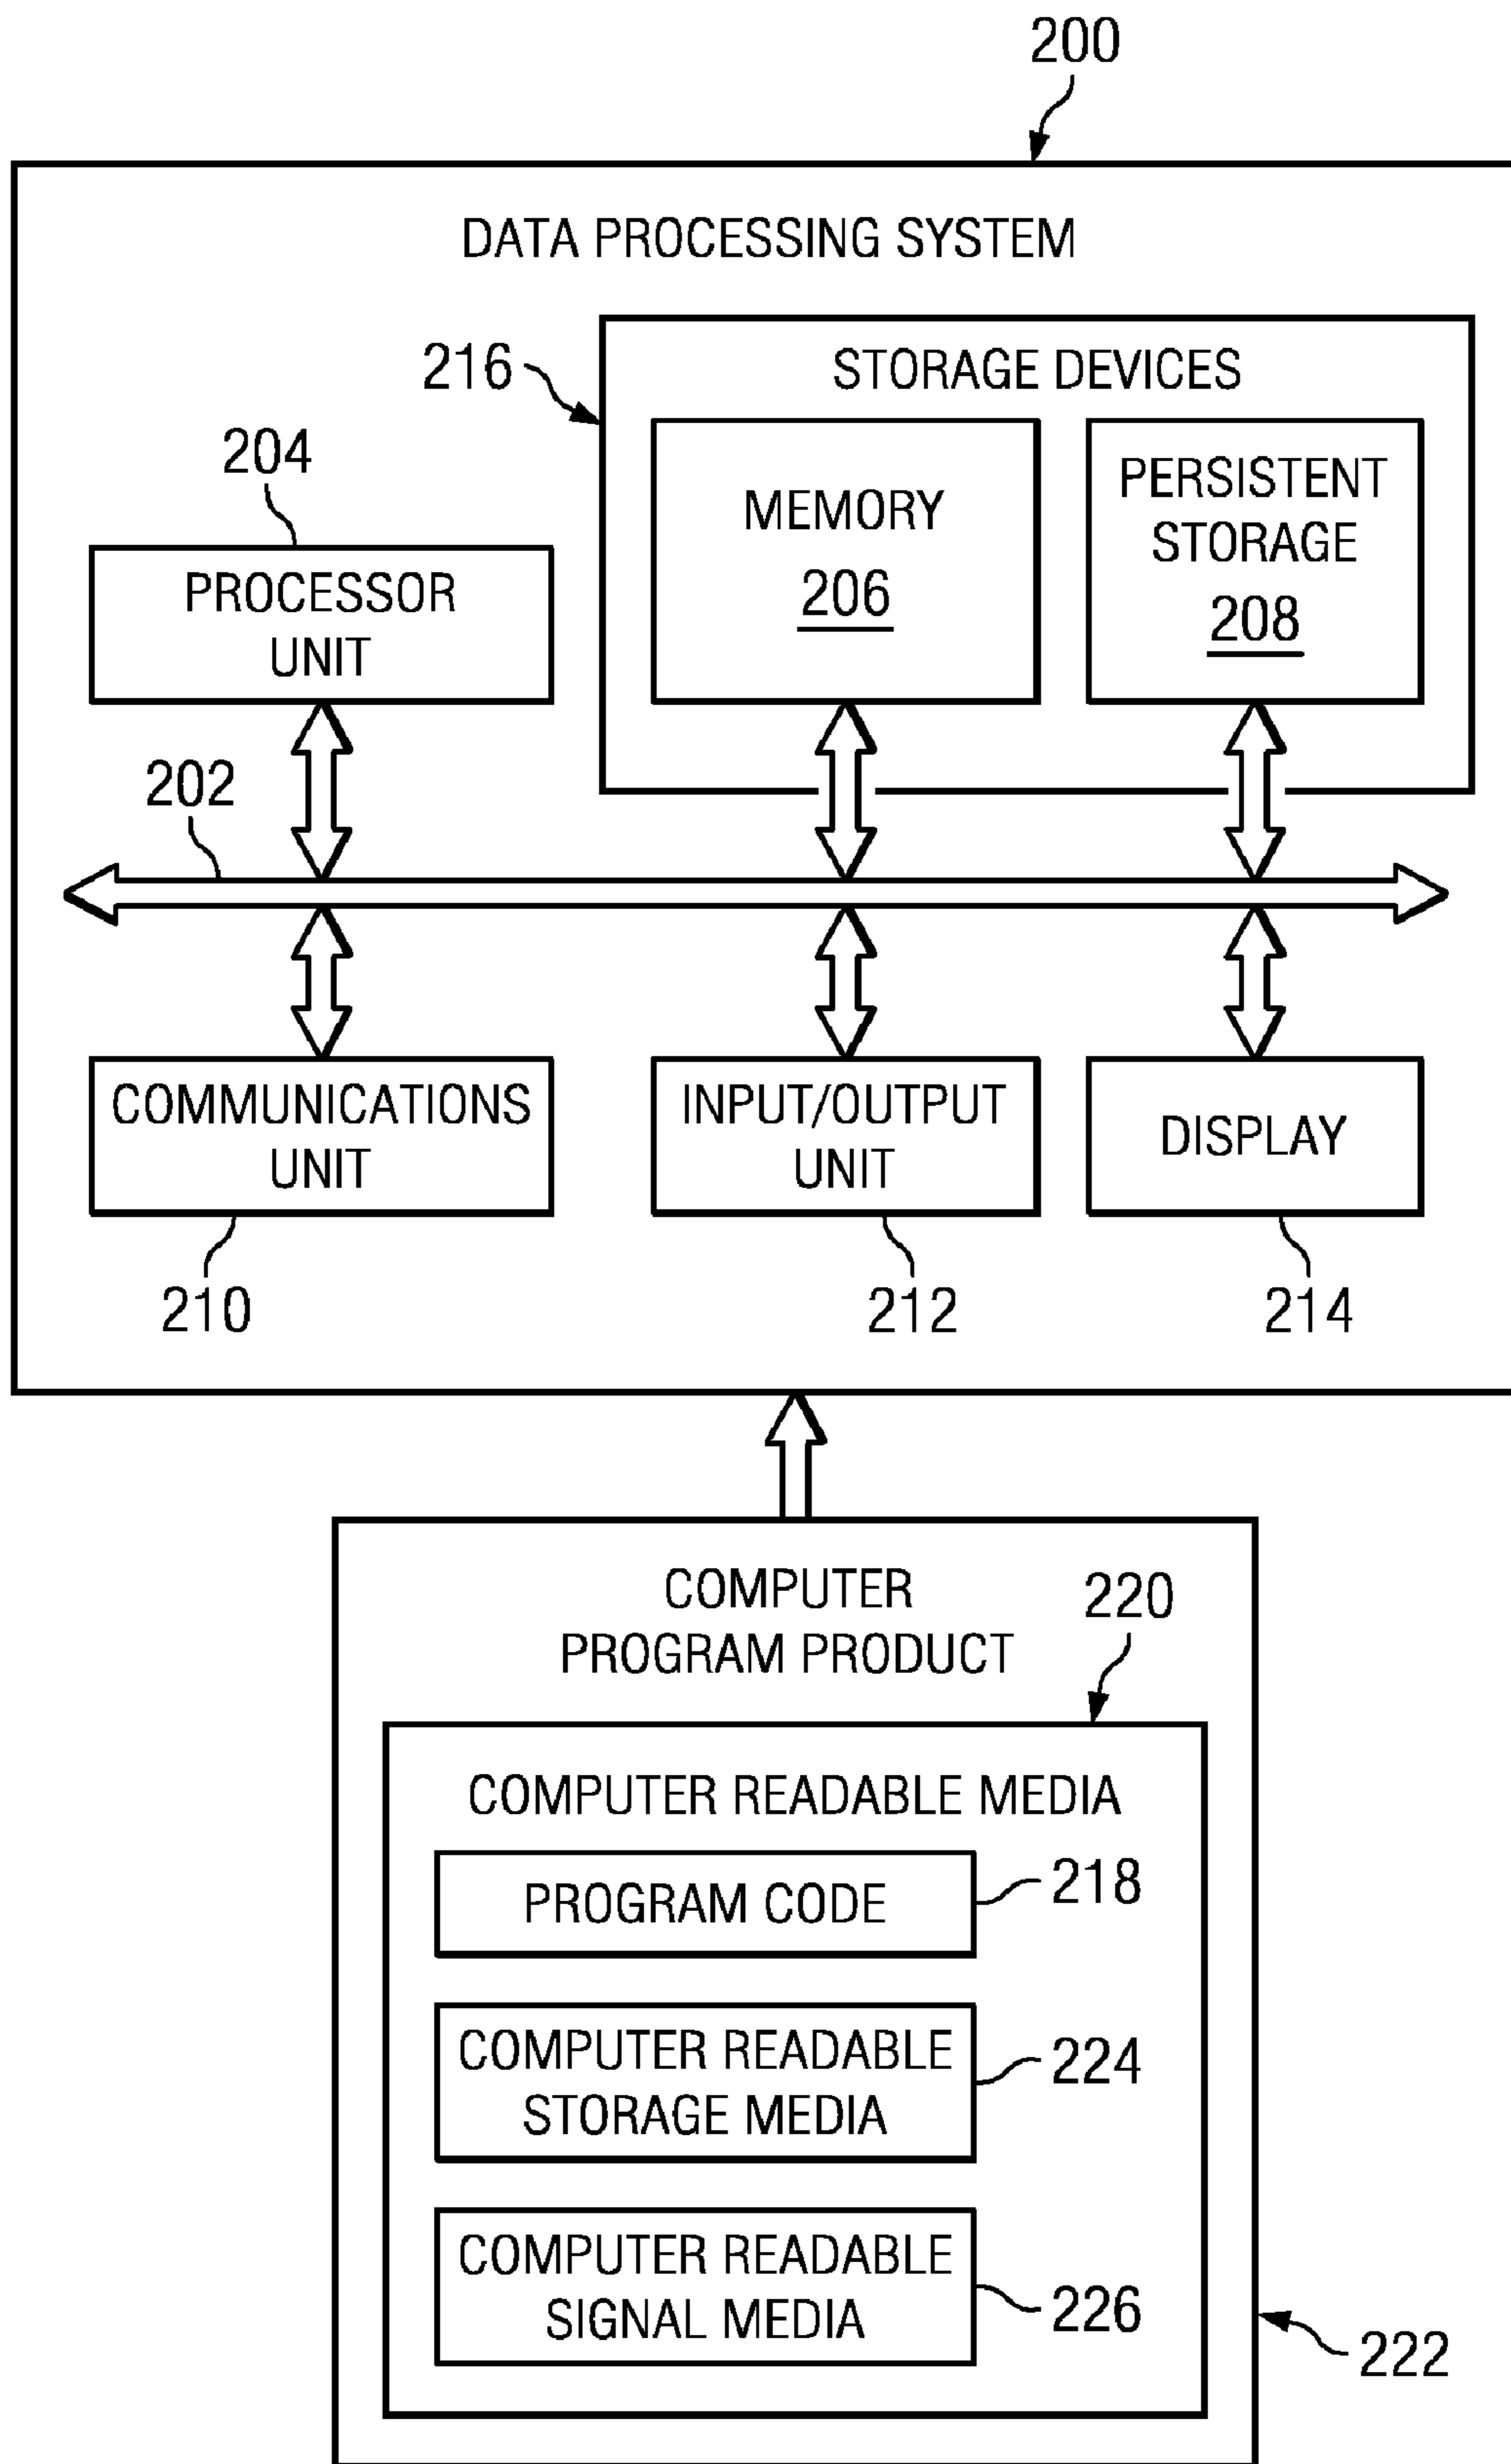 200
DATA PROCESSING SYSTEM
216
STORAGE DEVICES
204
MEMORY
206
PERSISTENT
STORAGE
208
PROCESSOR
UNIT
202
COMMUNICATIONS
UNIT
INPUT/OUTPUT
UNIT
DISPLAY
210
212
214
COMPUTER
PROGRAM PRODUCT
220
COMPUTER READABLE MEDIA
PROGRAM CODE
218
COMPUTER READABLE
STORAGE MEDIA
224
COMPUTER READABLE
SIGNAL MEDIA
226
222